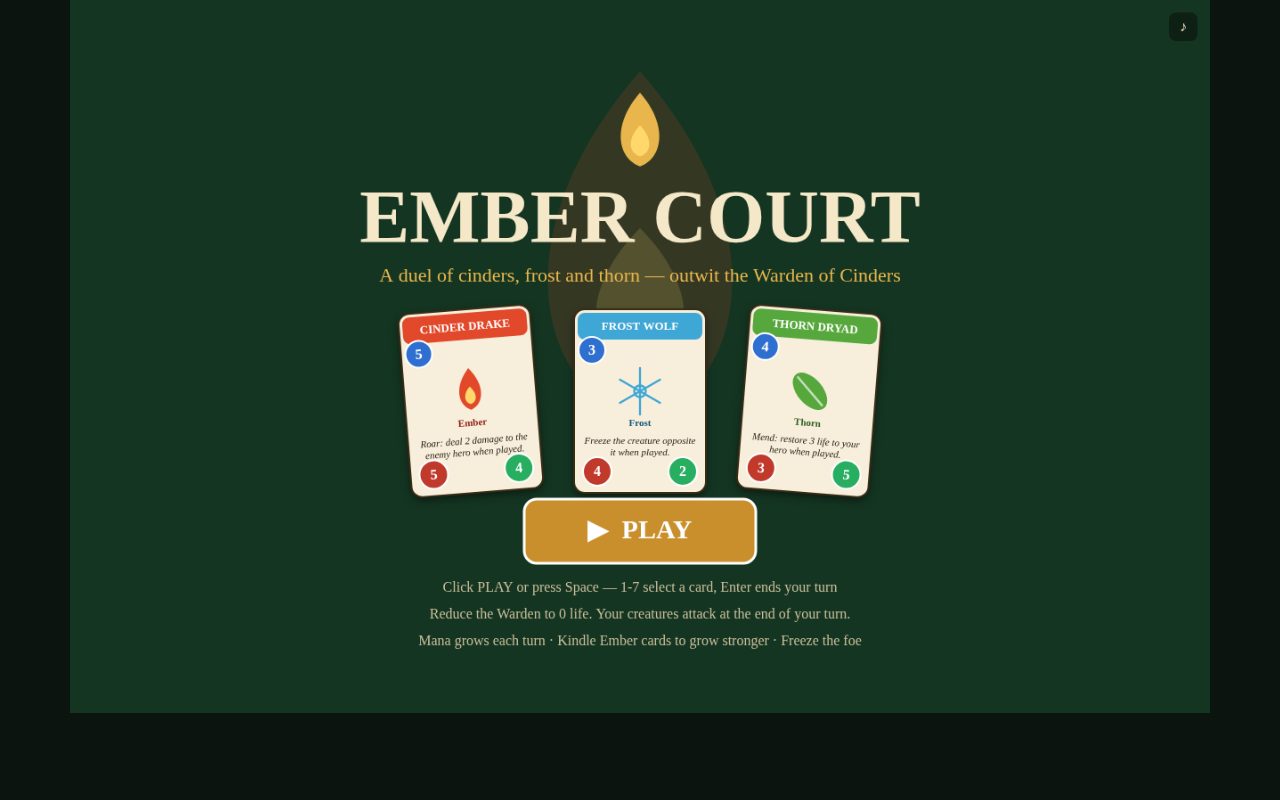 ♪
EMBER COURT
A duel of cinders, frost and thorn — outwit the Warden of Cinders
CINDER DRAKE
5
Ember
Roar: deal 2 damage to the
enemy hero when played.
5
4
FROST WOLF
3
Frost
Freeze the creature opposite
it when played.
4
2
THORN DRYAD
4
Thorn
Mend: restore 3 life to your
hero when played.
3
5
▶ PLAY
Click PLAY or press Space — 1-7 select a card, Enter ends your turn
Reduce the Warden to 0 life. Your creatures attack at the end of your turn.
Mana grows each turn · Kindle Ember cards to grow stronger · Freeze the foe